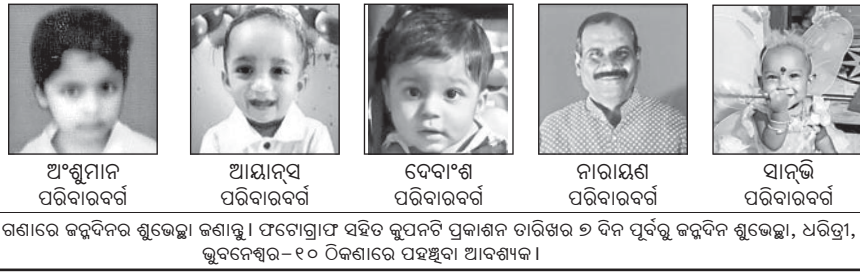 ଅଂଶୁମାନ ଆୟାନ୍ସ ଦେବାଂଶ ନାରାୟଣ ସାନ୍‌ଭି
ପରିବାରବର୍ଗ ପରିବାରବର୍ଗ ପରିବାରବର୍ଗ ପରିବାରବର୍ଗ ପରିବାରବର୍ଗ
ଗଣାରେ ଜନ୍ମଦିନର ଶୁଭେଚ୍ଛା ଜଣାନ୍ତୁ। ଫଟୋଗ୍ରାଫ ସହିତ କୁପନଟି ପ୍ରକାଶନ ତାରିଖର ୭ ଦିନ ପୂର୍ବରୁ ଜନ୍ମଦିନ ଶୁଭେଚ୍ଛା, ଧରିତ୍ରୀ,
ଭୁବନେଶ୍ୱର–୧୦ ଠିକଣାରେ ପହଞ୍ଚିବା ଆବଶ୍ୟକ।